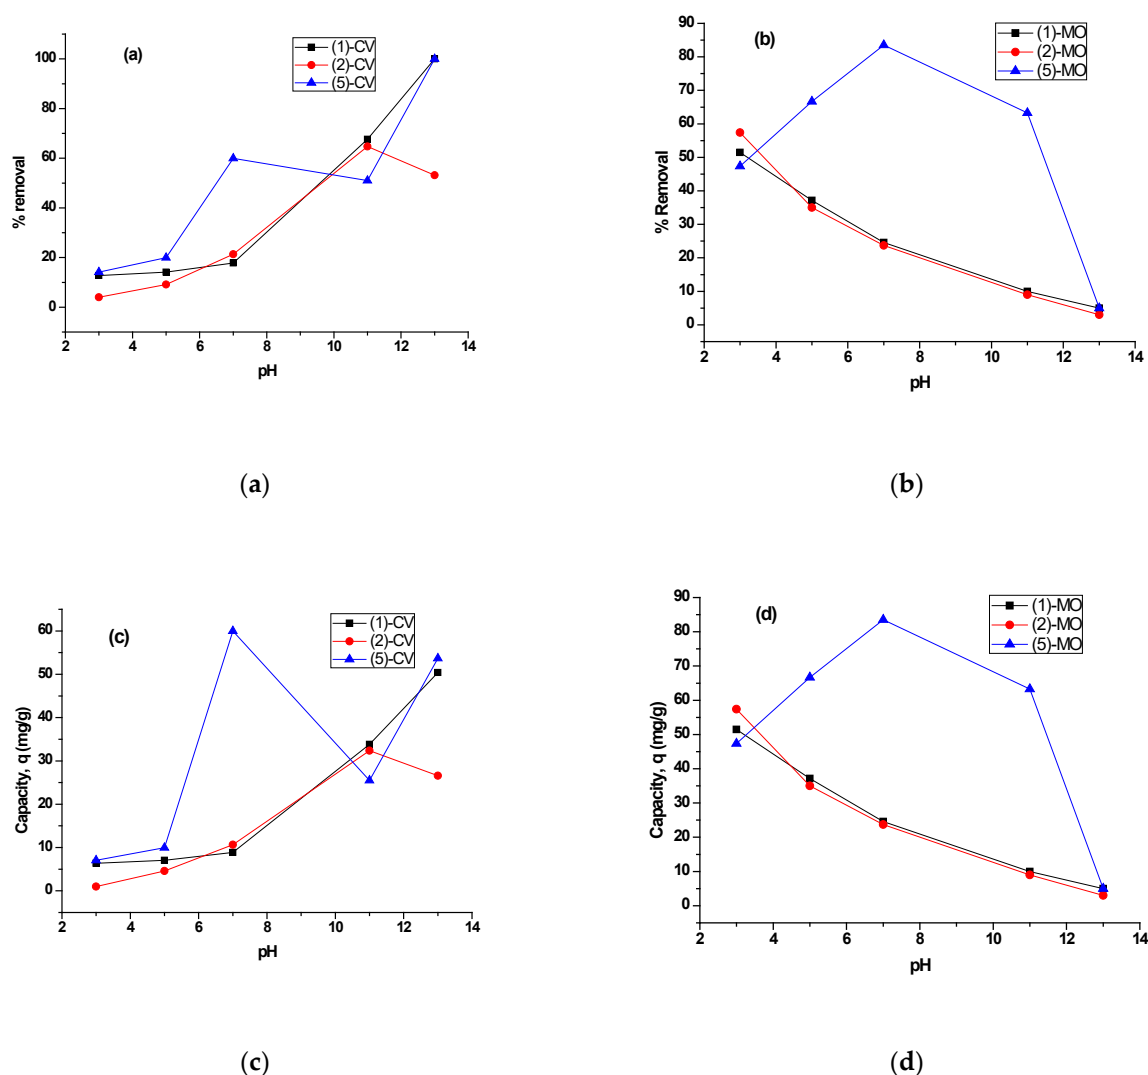 (a)
(1)-CV
(2)-CV
(5)-CV
100
80
60
40
20
0
% removal
2 4 6 8 10 12 14
pH
(a)
(b)
(1)-MO
(2)-MO
(5)-MO
90
80
70
60
50
40
30
20
10
0
% Removal
2 4 6 8 10 12 14
pH
(b)
(c)
(1)-CV
(2)-CV
(5)-CV
60
50
40
30
20
10
0
Capacity, q (mg/g)
2 4 6 8 10 12 14
pH
(c)
(d)
(1)-MO
(2)-MO
(5)-MO
90
80
70
60
50
40
30
20
10
0
Capacity, q (mg/g)
2 4 6 8 10 12 14
pH
(d)